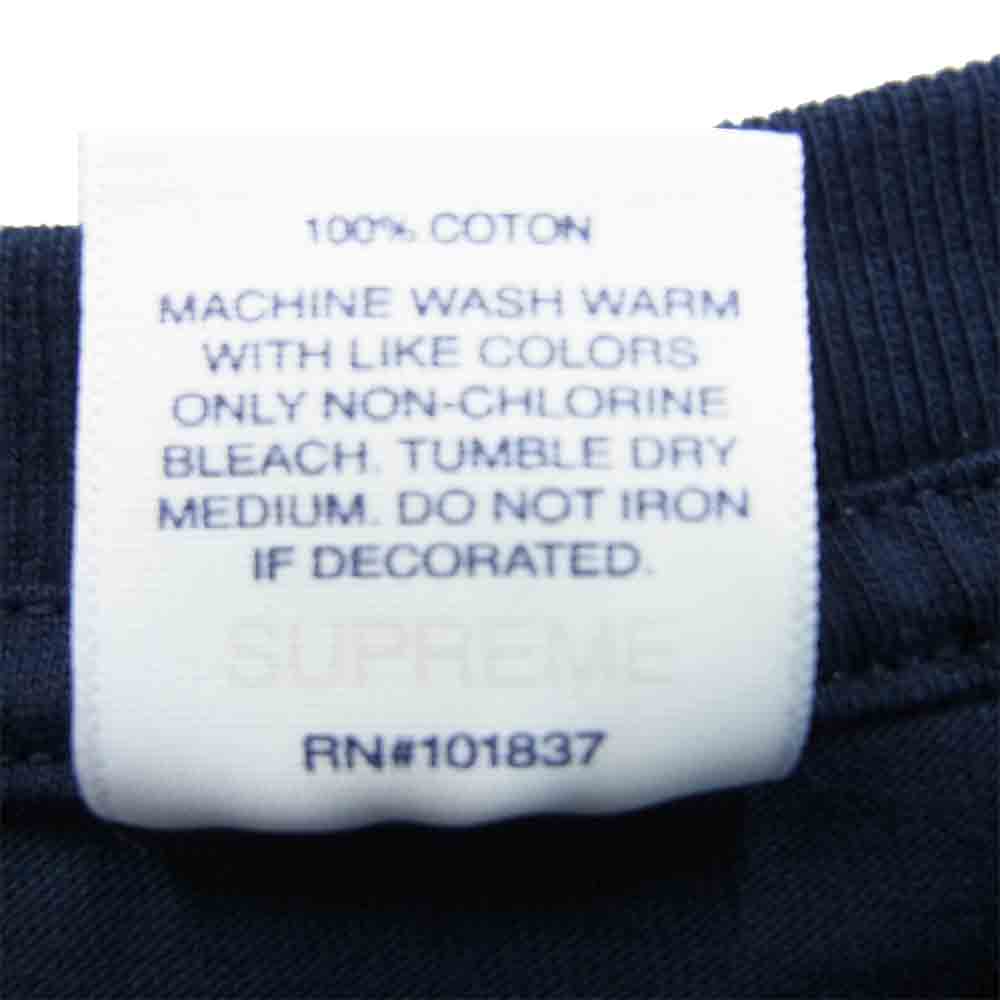 100% COTON
MACHINE WASH WARM
WITH LIKE COLORS
ONLY NON-CHLORINE
BLEACH. TUMBLE DRY
MEDIUM. DO NOT IRON
IF DECORATED.
SUPREME
RN#101837